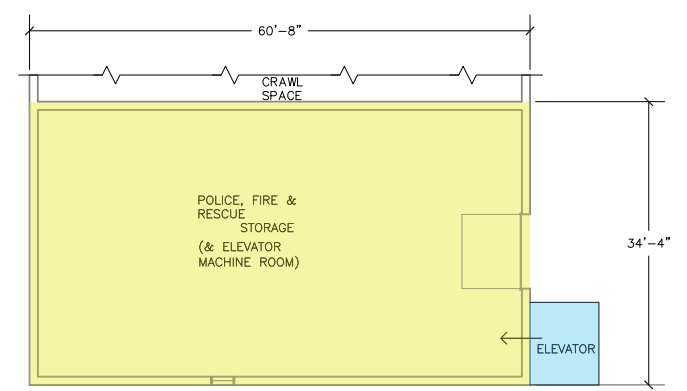 60'-8"
CRAWL
SPACE
POLICE, FIRE &
RESCUE
STORAGE
(& ELEVATOR
MACHINE ROOM)
34'-4"
ELEVATOR